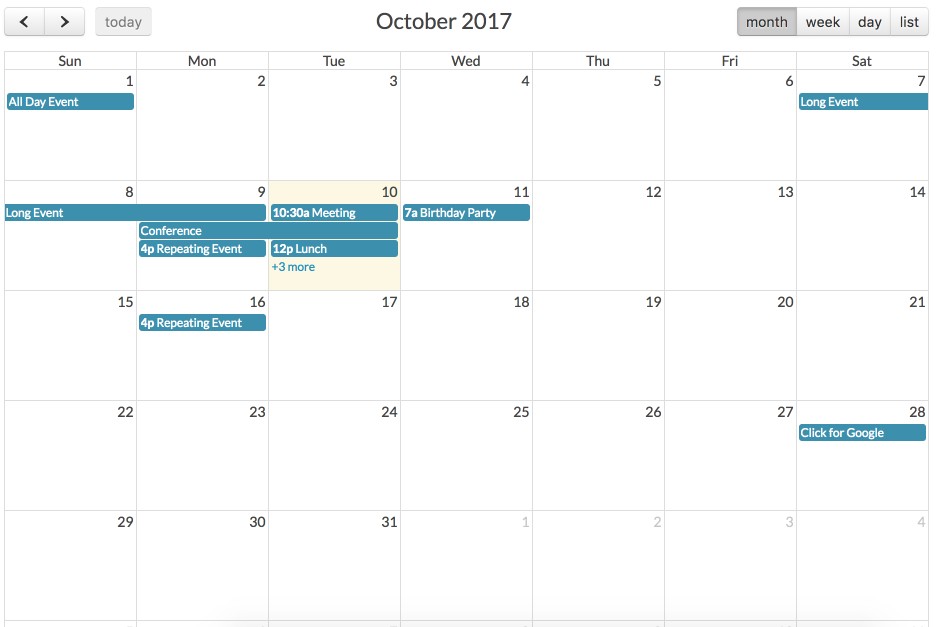 today
October 2017
month week day list
Sun Mon Tue Wed Thu Fri Sat
1 2 3 4 5 6 7
All Day Event Long Event
8 9 10 11 12 13 14
Long Event 10:30a Meeting 7a Birthday Party
Conference
4p Repeating Event 12p Lunch
+3 more
15 16 17 18 19 20 21
4p Repeating Event
22 23 24 25 26 27 28
Click for Google
29 30 31 1 2 3 4